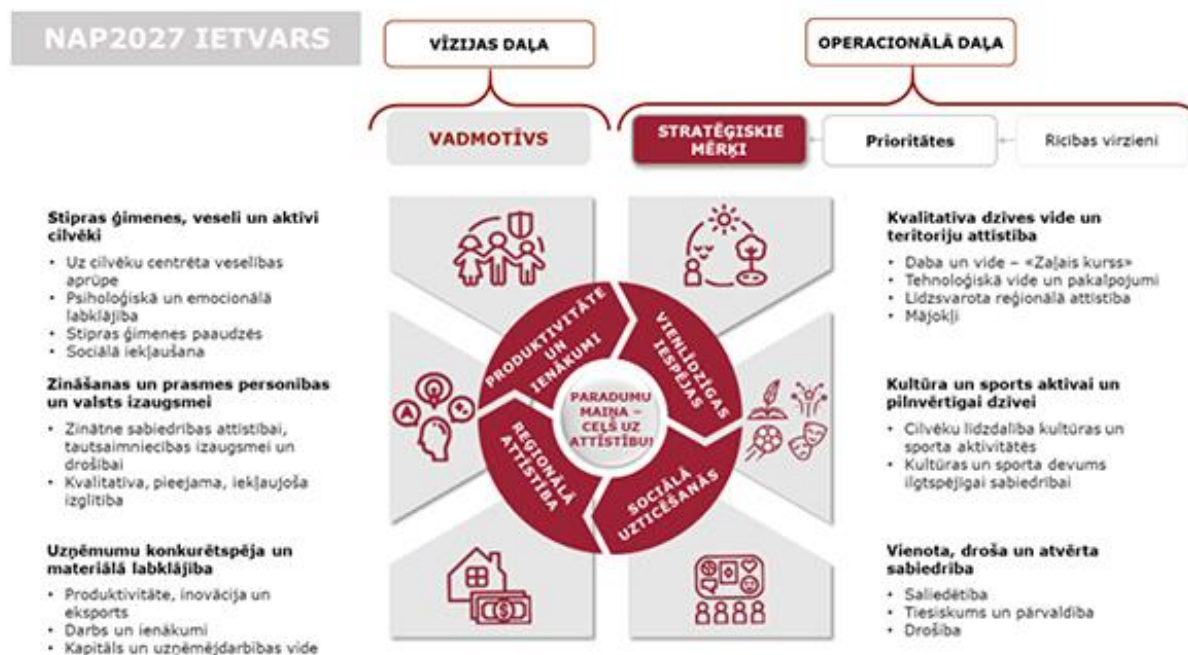 NAP2027 IETVARS
VĪZIJAS DAĻA
OPERACIONĀLĀ DAĻA
VADMOTĪVS
STRATĒĢISKIE
MĒRĶI
Prioritātes
Rīcības virzieni
Stipras ģimenes, veseli un aktīvi
cilvēki
• Uz cilvēku centrēta veselības
aprūpe
• Psiholoģiskā un emocionālā
labklājība
• Stipras ģimenes paaudzēs
• Sociālā iekļaušana
Zināšanas un prasmes personības
un valsts izaugsmei
• Zinātne sabiedrības attīstībai,
tautsaimniecības izaugsmei un
drošībai
• Kvalitatīva, pieejama, iekļaujoša
izglītība
Uzņēmumu konkurētspēja un
materiālā labklājība
• Produktivitāte, inovācija un
eksports
• Darbs un ienākumi
• Kapitāls un uzņēmējdarbības vide
PRODUKTIVITĀTE
UN
IENĀKUMI
VIENLĪDZĪGAS
IESPĒJAS
PARADUMU
MAIŅA –
CEĻŠ UZ
ATTĪSTĪBU!
REĢIONĀLĀ
ATTĪSTĪBA
SOCIĀLĀ
UZTICĒŠANĀS
A
A+
Kvalitatīva dzīves vide un
teritoriju attīstība
• Daba un vide – «Zaļais kurss»
• Tehnoloģiskā vide un pakalpojumi
• Līdzsvarota reģionālā attīstība
• Mājokļi
Kultūra un sports aktīvai un
pilnvērtīgai dzīvei
• Cilvēku līdzdalība kultūras un
sporta aktivitātēs
• Kultūras un sporta devums
ilgtspējīgai sabiedrībai
Vienota, droša un atvērta
sabiedrība
• Saliedētība
• Tiesiskums un pārvaldība
• Drošība